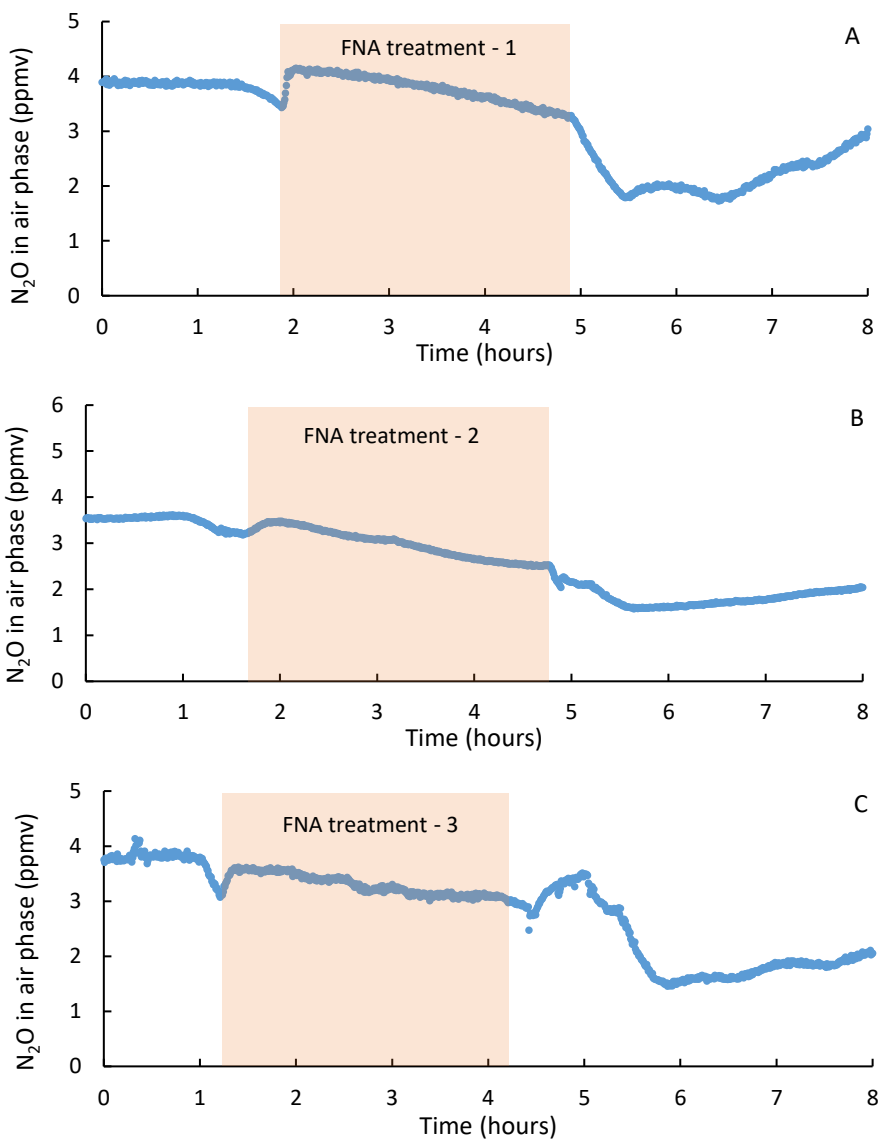 A
FNA treatment - 1
N₂O in air phase (ppmv)
5
4
3
2
1
0
0 1 2 3 4 5 6 7 8
Time (hours)
B
FNA treatment - 2
N₂O in air phase (ppmv)
6
5
4
3
2
1
0
0 1 2 3 4 5 6 7 8
Time (hours)
C
FNA treatment - 3
N₂O in air phase (ppmv)
5
4
3
2
1
0
0 1 2 3 4 5 6 7 8
Time (hours)